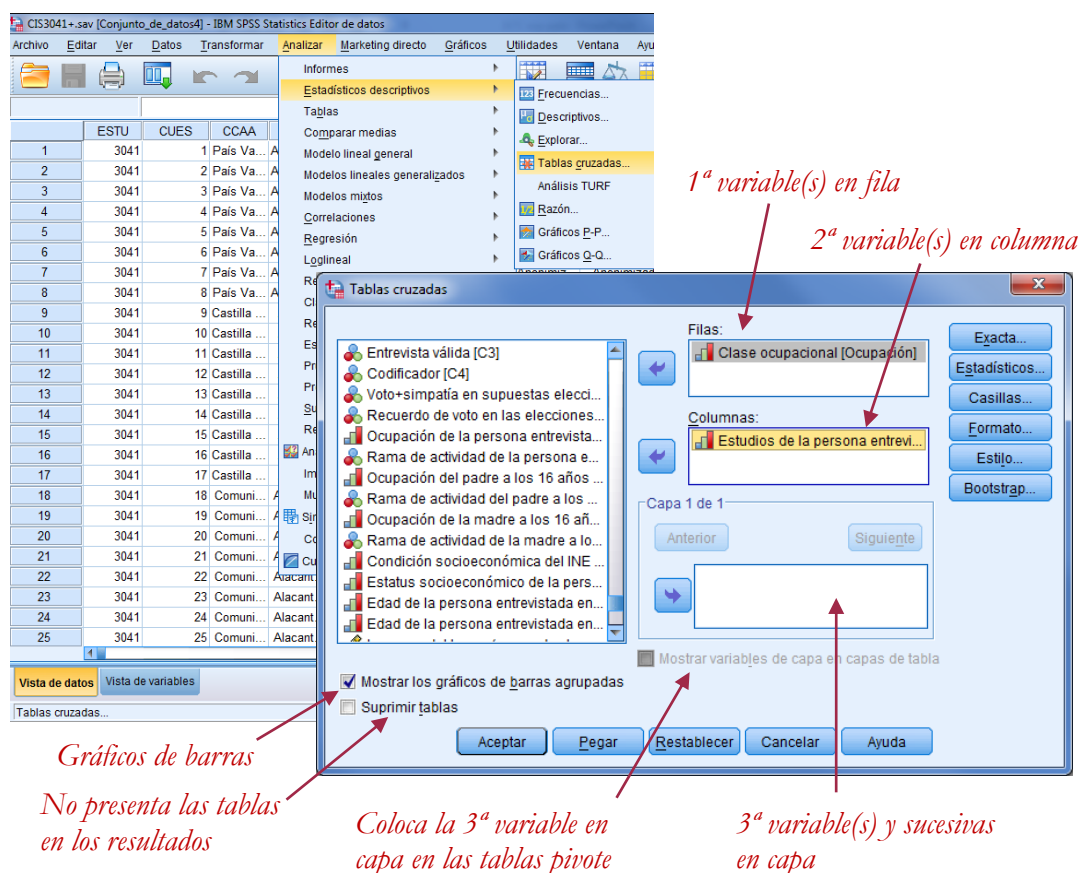 CIS3041+.sav [Conjunto_de_datos4] - IBM SPSS Statistics Editor de datos
Archivo Editar Ver Datos Transformar Analizar Marketing directo Gráficos Utilidades Ventana Ayu
Informes
Estadísticos descriptivos
Tablas
Comparar medias
Modelo lineal general
Modelos lineales generalizados
Modelos mixtos
Correlaciones
Regresión
Loglineal
Frecuencias...
Descriptivos...
Explorar...
Tablas cruzadas...
Análisis TURF
Razón...
Gráficos P-P...
Gráficos Q-Q...
ESTU CUES CCAA
1 3041 1 País Va... A
2 3041 2 País Va... A
3 3041 3 País Va... A
4 3041 4 País Va... A
5 3041 5 País Va... A
6 3041 6 País Va... A
7 3041 7 País Va... A
8 3041 8 País Va... A
9 3041 9 Castilla ...
10 3041 10 Castilla ...
11 3041 11 Castilla ...
12 3041 12 Castilla ...
13 3041 13 Castilla ...
14 3041 14 Castilla ...
15 3041 15 Castilla ...
16 3041 16 Castilla ...
17 3041 17 Castilla ...
18 3041 18 Comuni... A
19 3041 19 Comuni... A
20 3041 20 Comuni... A
21 3041 21 Comuni... A
22 3041 22 Comuni... Alacant.
23 3041 23 Comuni... Alacant.
24 3041 24 Comuni... Alacant.
25 3041 25 Comuni... Alacant.
Vista de datos Vista de variables
Tablas cruzadas...
1ª variable(s) en fila
2ª variable(s) en columna
Tablas cruzadas
Entrevista válida [C3]
Codificador [C4]
Voto+simpatía en supuestas elecci...
Recuerdo de voto en las elecciones...
Ocupación de la persona entrevista...
Rama de actividad de la persona e...
Ocupación del padre a los 16 años ...
Rama de actividad del padre a los ...
Ocupación de la madre a los 16 añ...
Rama de actividad de la madre a lo...
Condición socioeconómica del INE ...
Estatus socioeconómico de la pers...
Edad de la persona entrevistada en...
Edad de la persona entrevistada en...
Filas:
Clase ocupacional [Ocupación]
Columnas:
Estudios de la persona entrevi...
Capa 1 de 1
Anterior Siguiente
Mostrar variables de capa en capas de tabla
Exacta...
Estadísticos...
Casillas...
Formato...
Estilo...
Bootstrap...
Mostrar los gráficos de barras agrupadas
Suprimir tablas
Aceptar Pegar Restablecer Cancelar Ayuda
Gráficos de barras
No presenta las tablas
en los resultados
Coloca la 3ª variable en
capa en las tablas pivote
3ª variable(s) y sucesivas
en capa